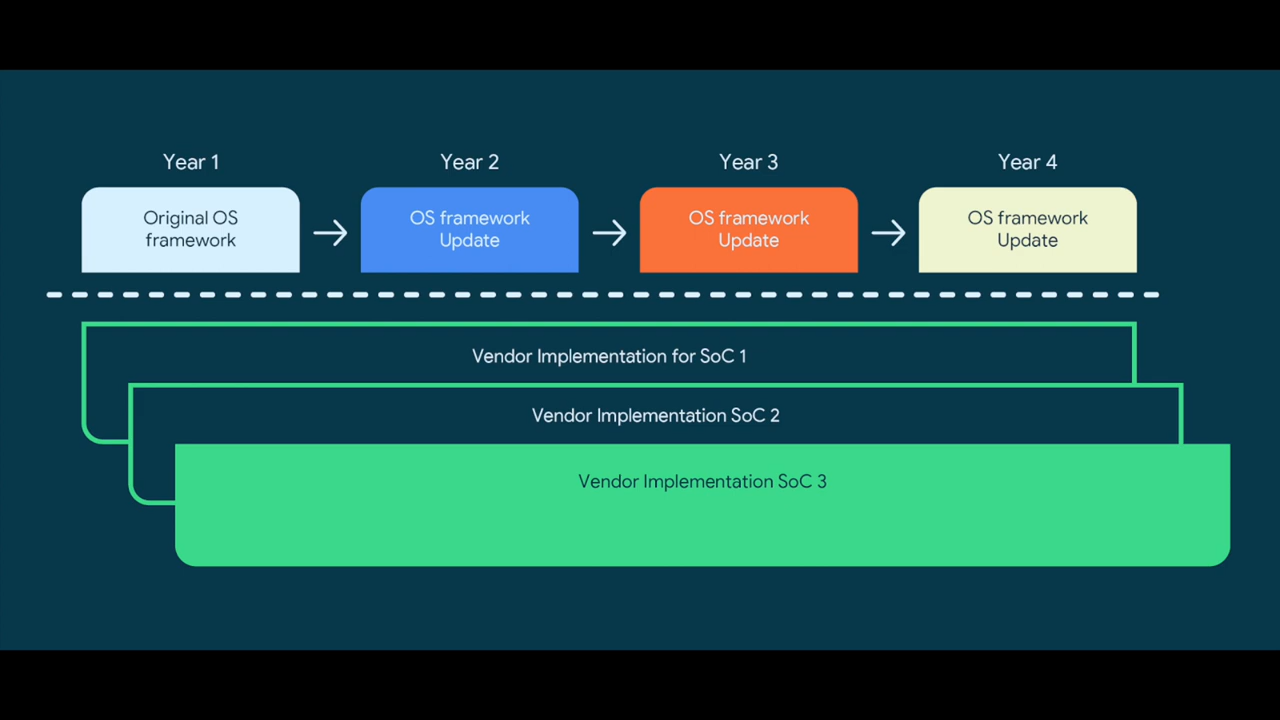 Year 1
Year 2
Year 3
Year 4
Original OS
framework
OS framework
Update
OS framework
Update
OS framework
Update
Vendor Implementation for SoC 1
Vendor Implementation SoC 2
Vendor Implementation SoC 3